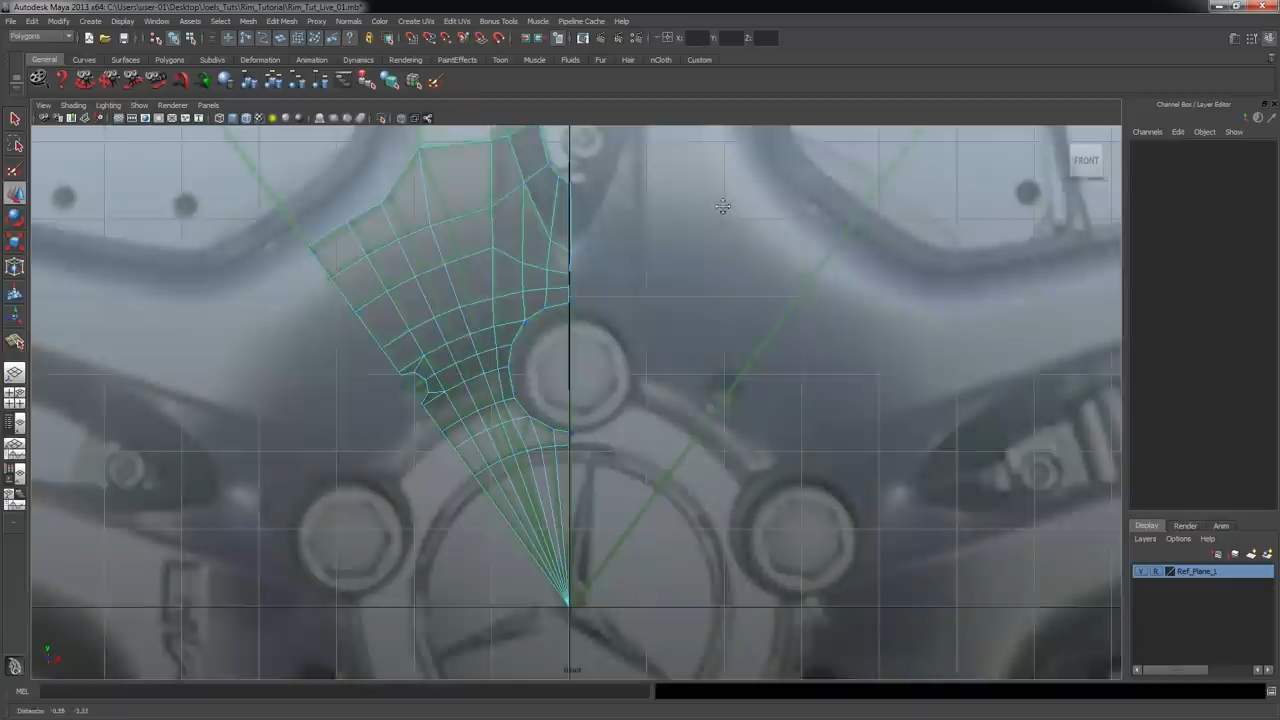 Autodesk Maya 2013 x64: C:\Users\user-01\Desktop\Joels_Tuts\Rim_Tutorial\Rim_Tut_Live_01.mb*
File Edit Modify Create Display Window Assets Select Mesh Edit Mesh Proxy Normals Color Create UVs Edit UVs Bonus Tools Muscle Pipeline Cache Help
Polygons X: Y: Z:
General Curves Surfaces Polygons Subdivs Deformation Animation Dynamics Rendering PaintEffects Toon Muscle Fluids Fur Hair nCloth Custom
View Shading Lighting Show Renderer Panels
Channel Box / Layer Editor
Channels Edit Object Show
FRONT
Display Render Anim
Layers Options Help
V R Ref_Plane_L
y
front
MEL